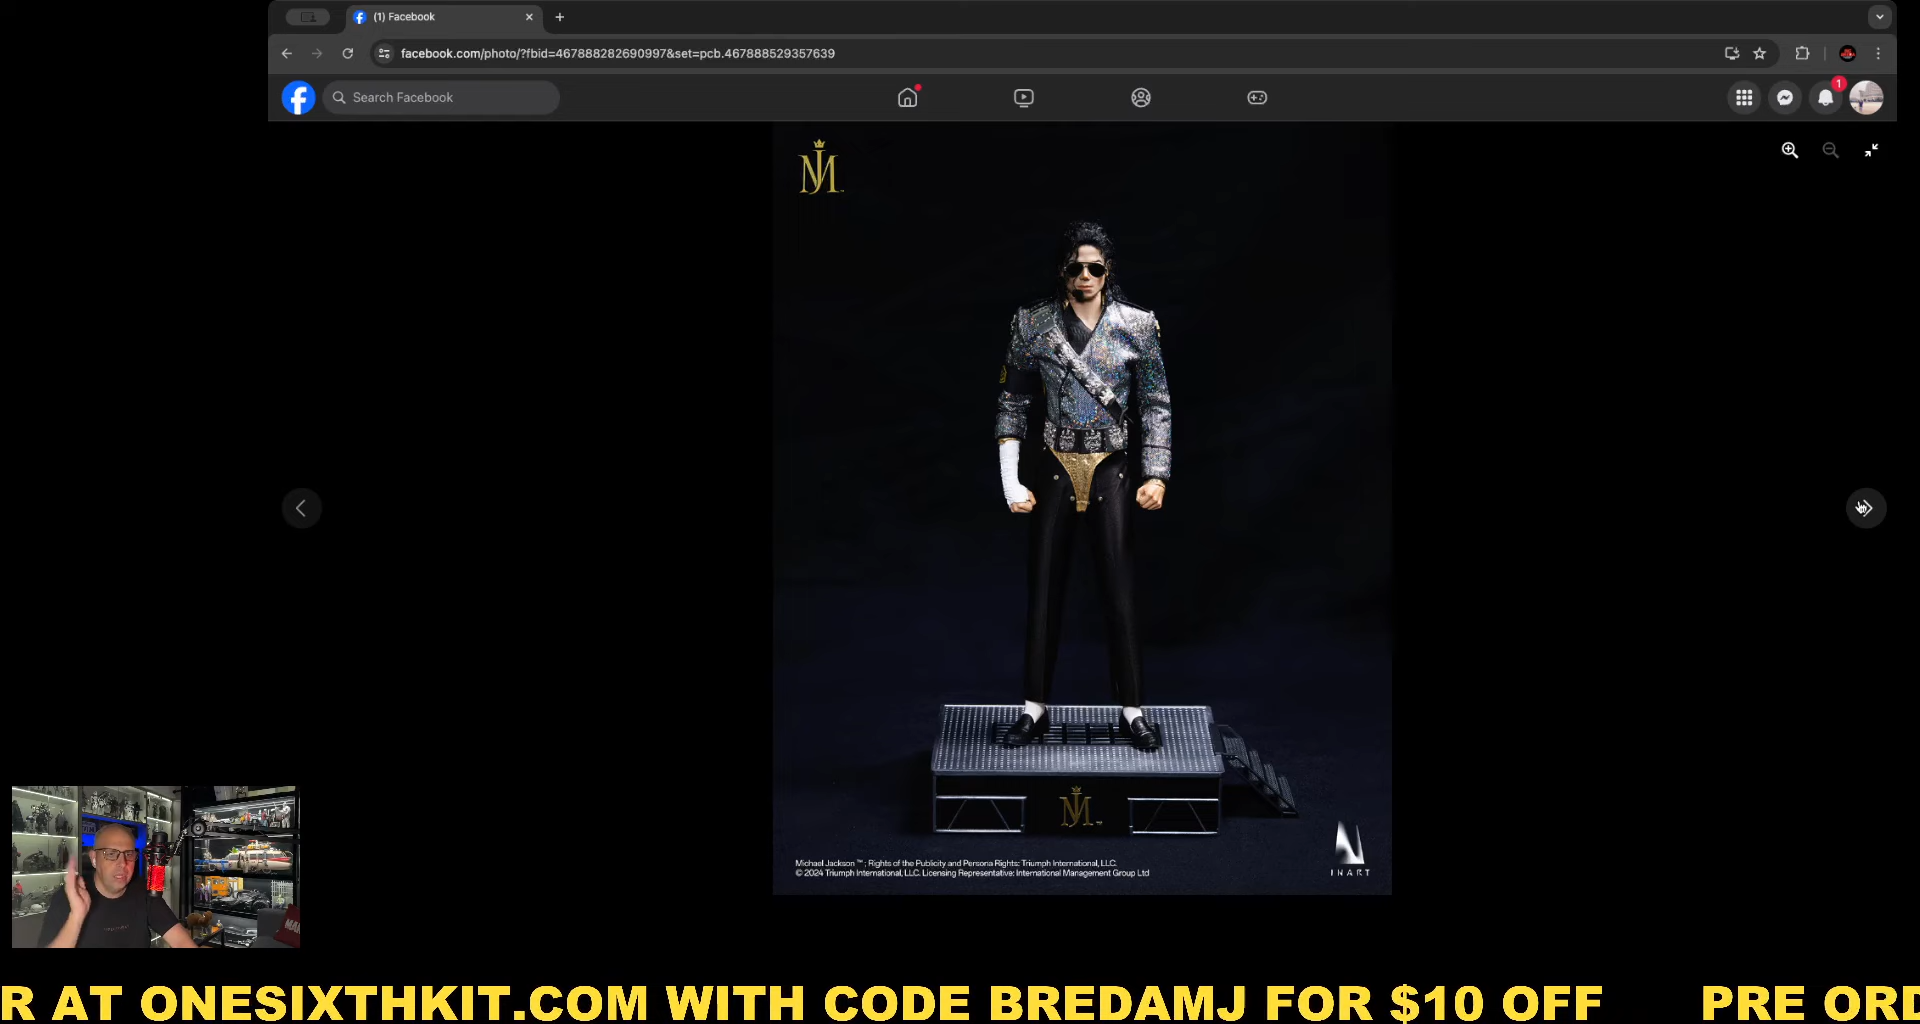 (1) Facebook
facebook.com/photo/?fbid=467888282690997&set=pcb.467888529357639
Search Facebook
1
MJ
MJ
Michael Jackson™; Rights of the Publicity and Persona Rights: Triumph International, LLC.
© 2024 Triumph International, LLC. Licensing Representative: International Management Group Ltd
INART
R AT ONESIXTHKIT.COM WITH CODE BREDAMJ FOR $10 OFF PRE ORD